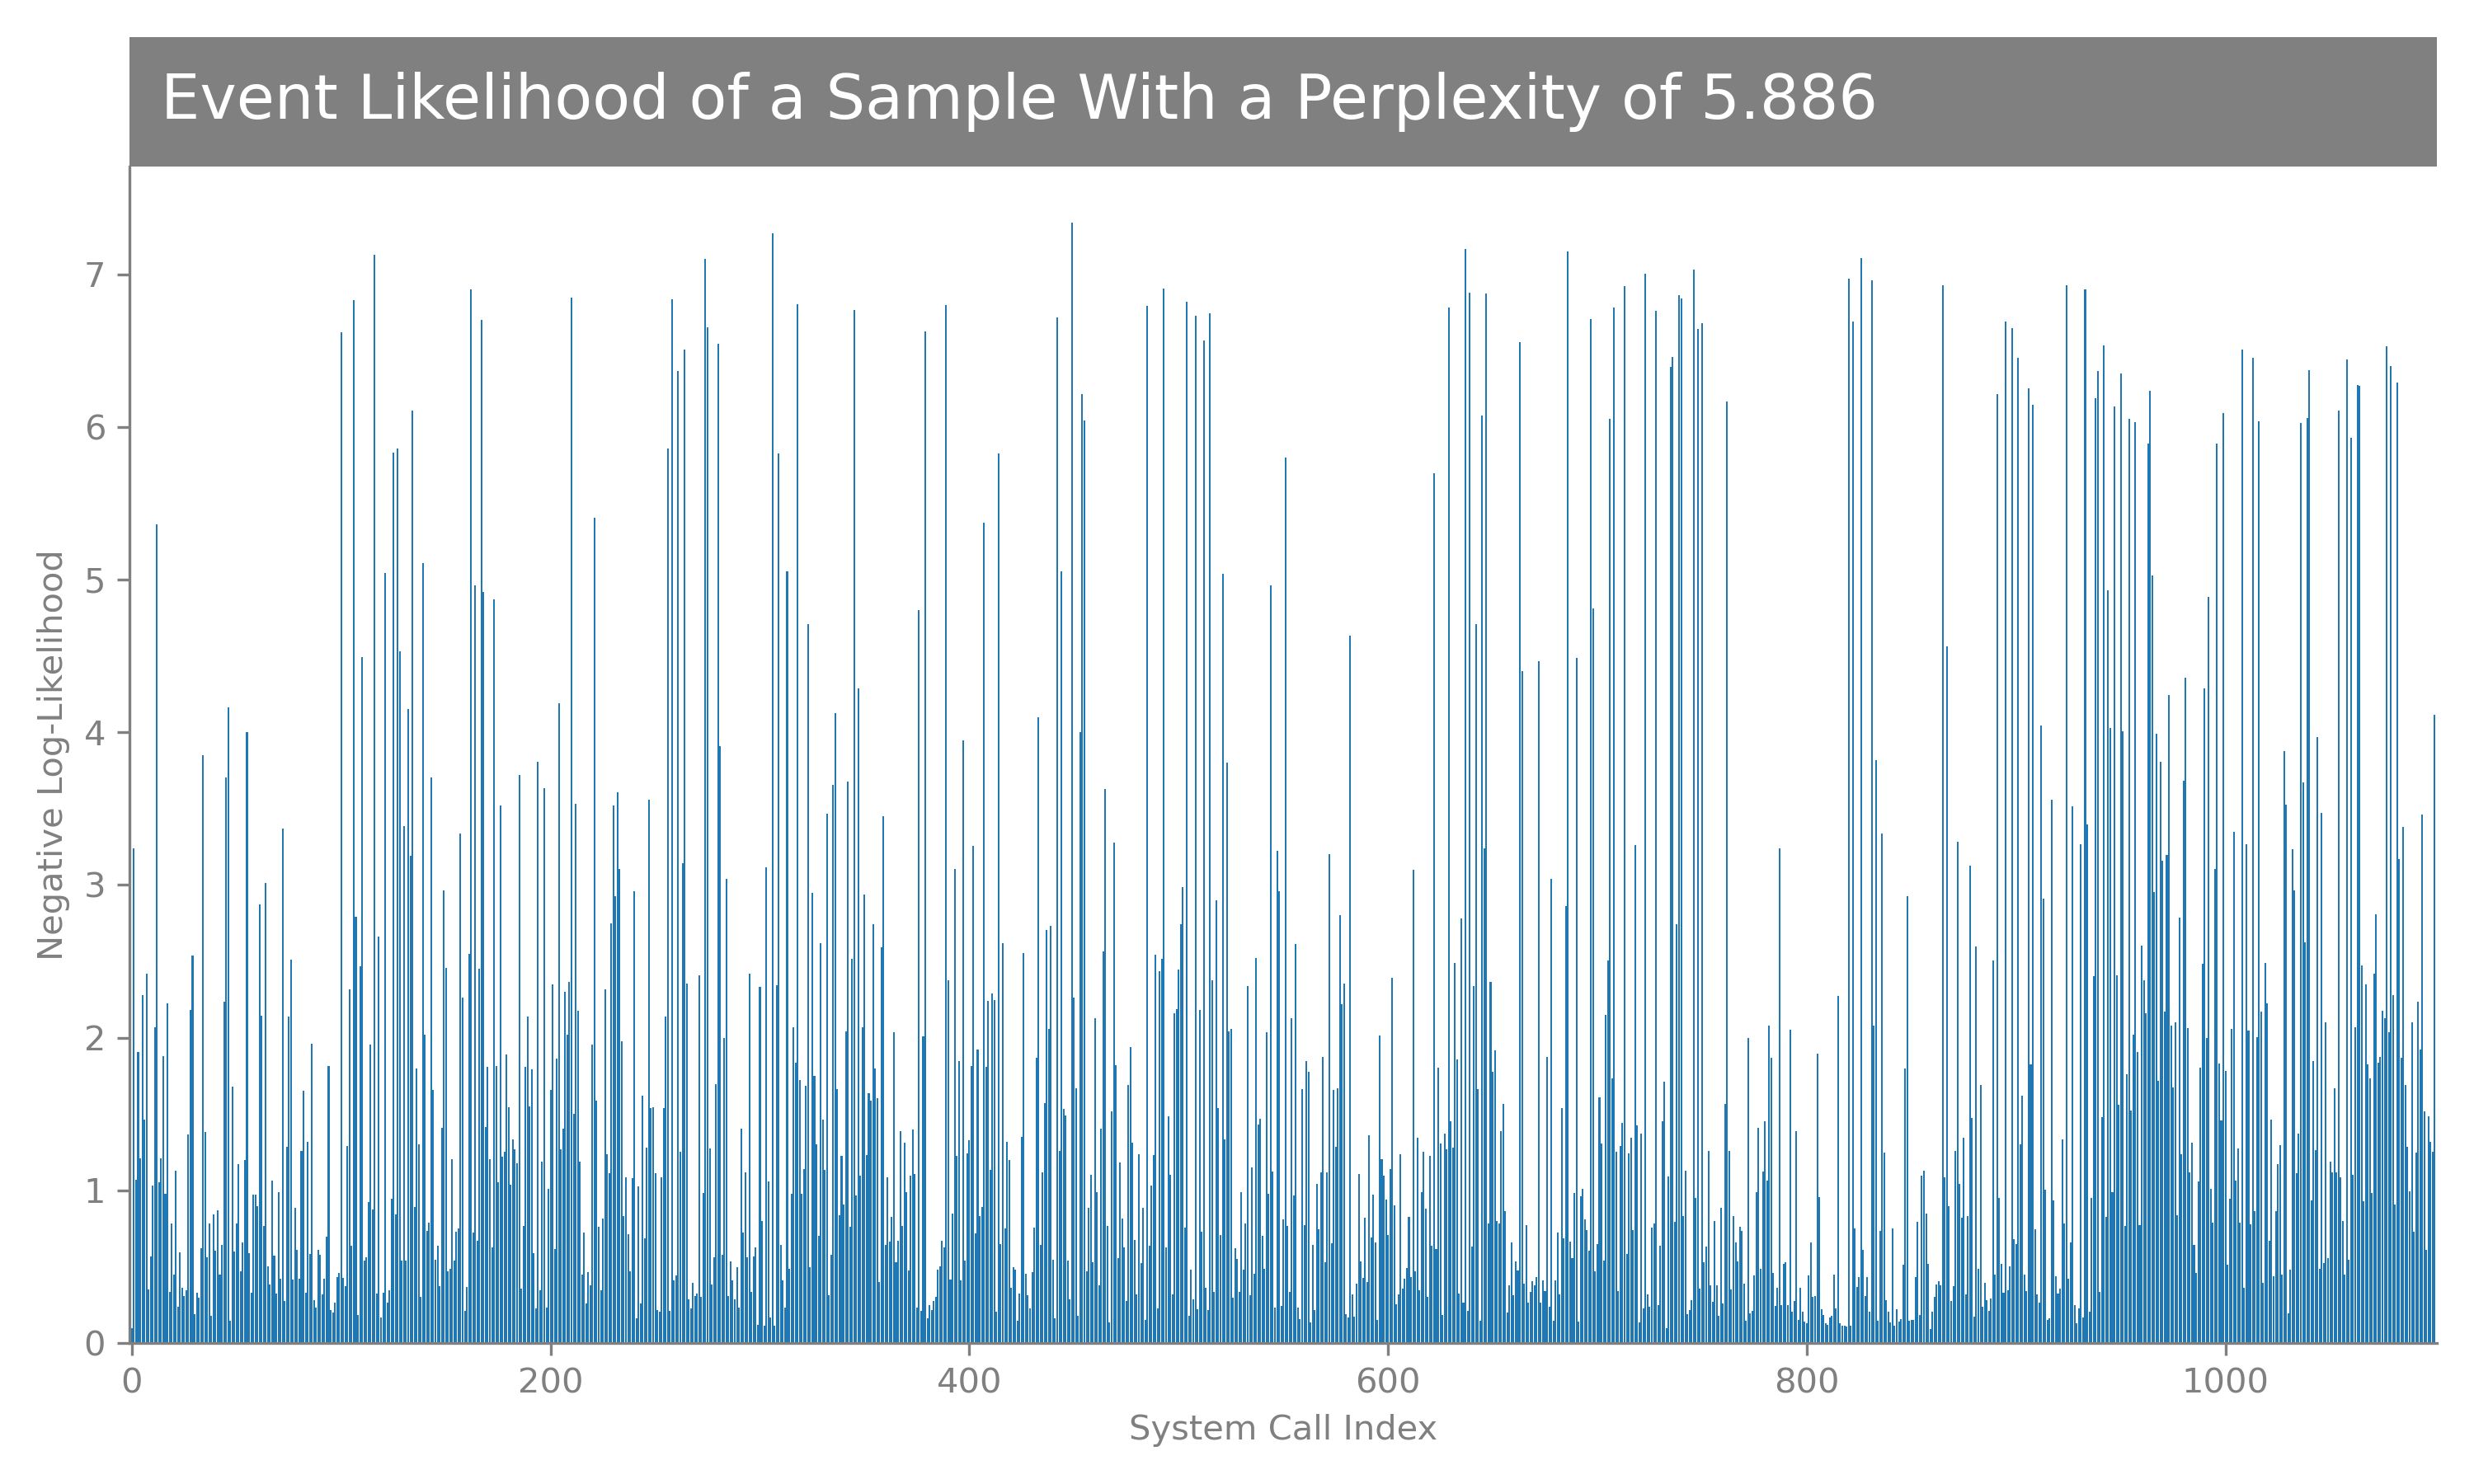 Event Likelihood of a Sample With a Perplexity of 5.886
7
6
5
4
3
2
1
0
Negative Log-Likelihood
0 200 400 600 800 1000
System Call Index